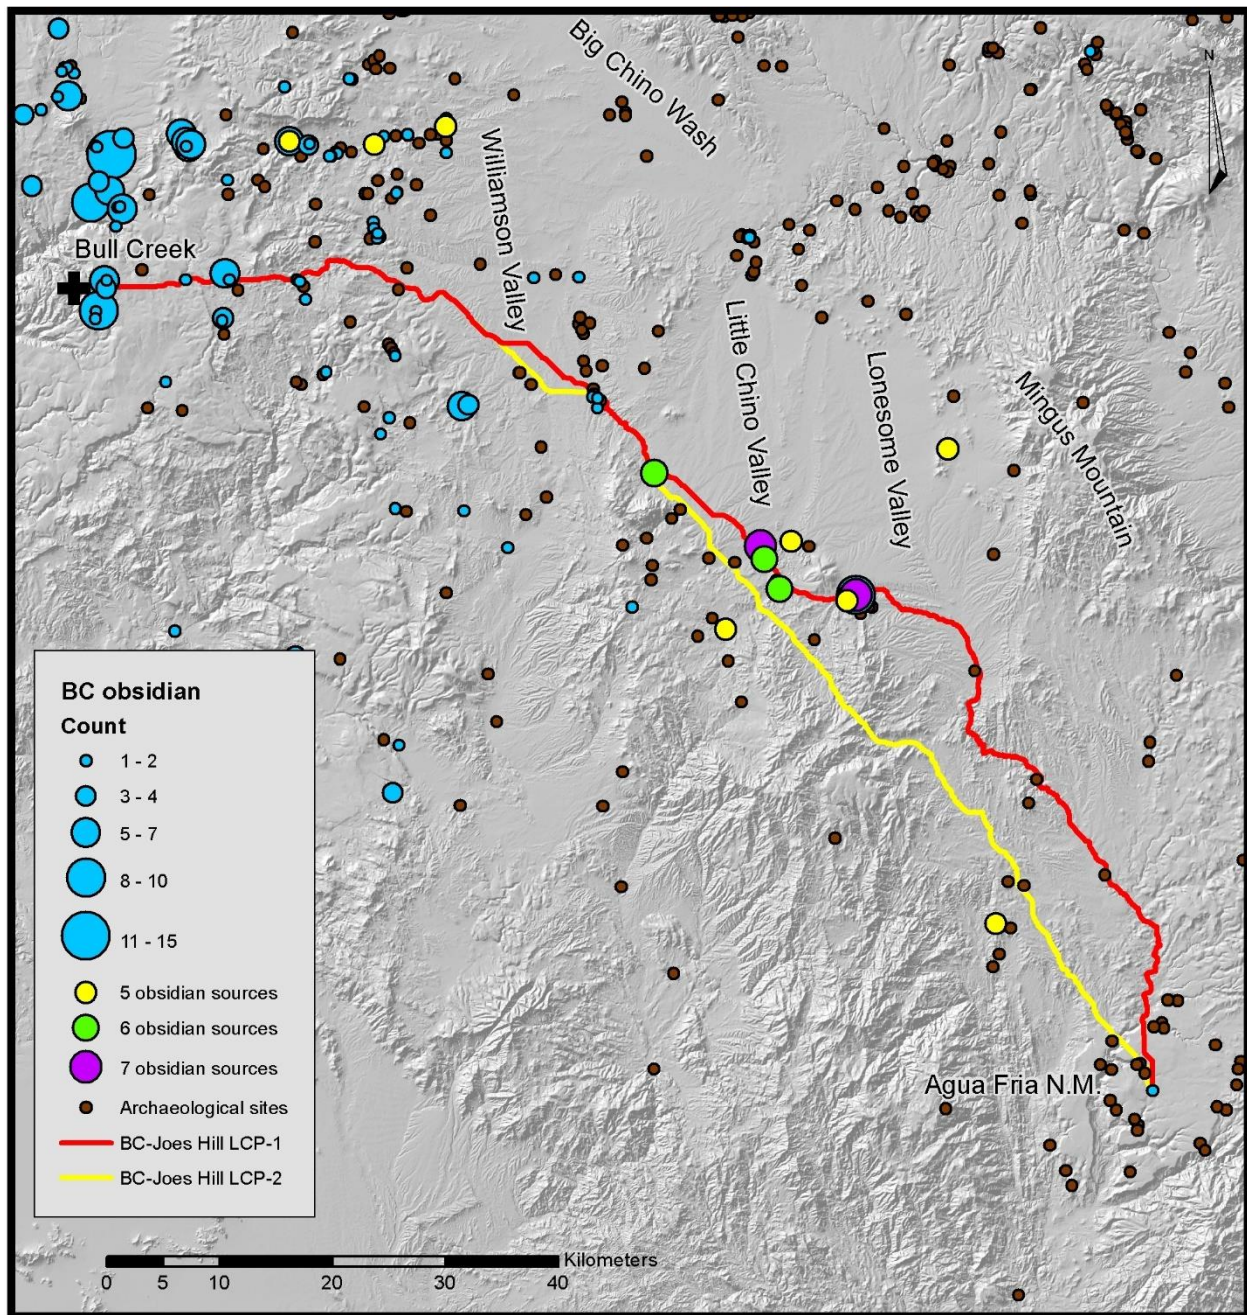 Big Chino Wash
N
Williamson Valley
Bull Creek
Little Chino Valley
Lonesome Valley
Mingus Mountain
BC obsidian
Count
1 - 2
3 - 4
5 - 7
8 - 10
11 - 15
5 obsidian sources
6 obsidian sources
7 obsidian sources
Archaeological sites
BC-Joes Hill LCP-1
BC-Joes Hill LCP-2
Agua Fria N.M.
Kilometers
0 5 10 20 30 40